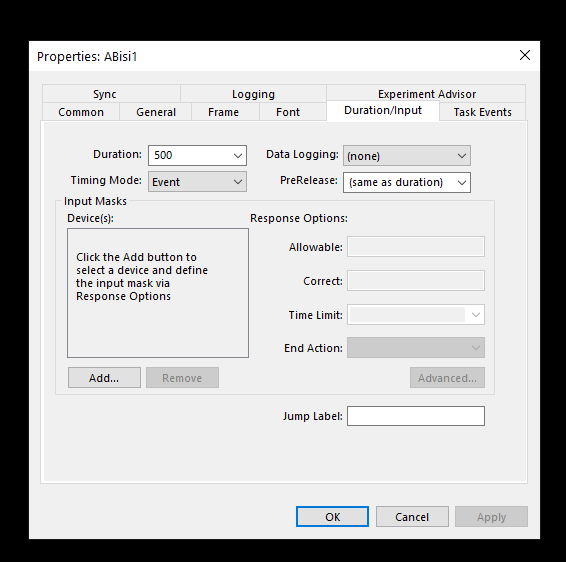 Properties: ABisi1
Sync Logging Experiment Advisor
Common General Frame Font Duration/Input Task Events
Duration: 500 Data Logging: (none)
Timing Mode: Event PreRelease: (same as duration)
Input Masks
Device(s): Response Options:
Click the Add button to
select a device and define
the input mask via
Response Options
Allowable:
Correct:
Time Limit:
End Action:
Add... Remove Advanced...
Jump Label:
OK Cancel Apply